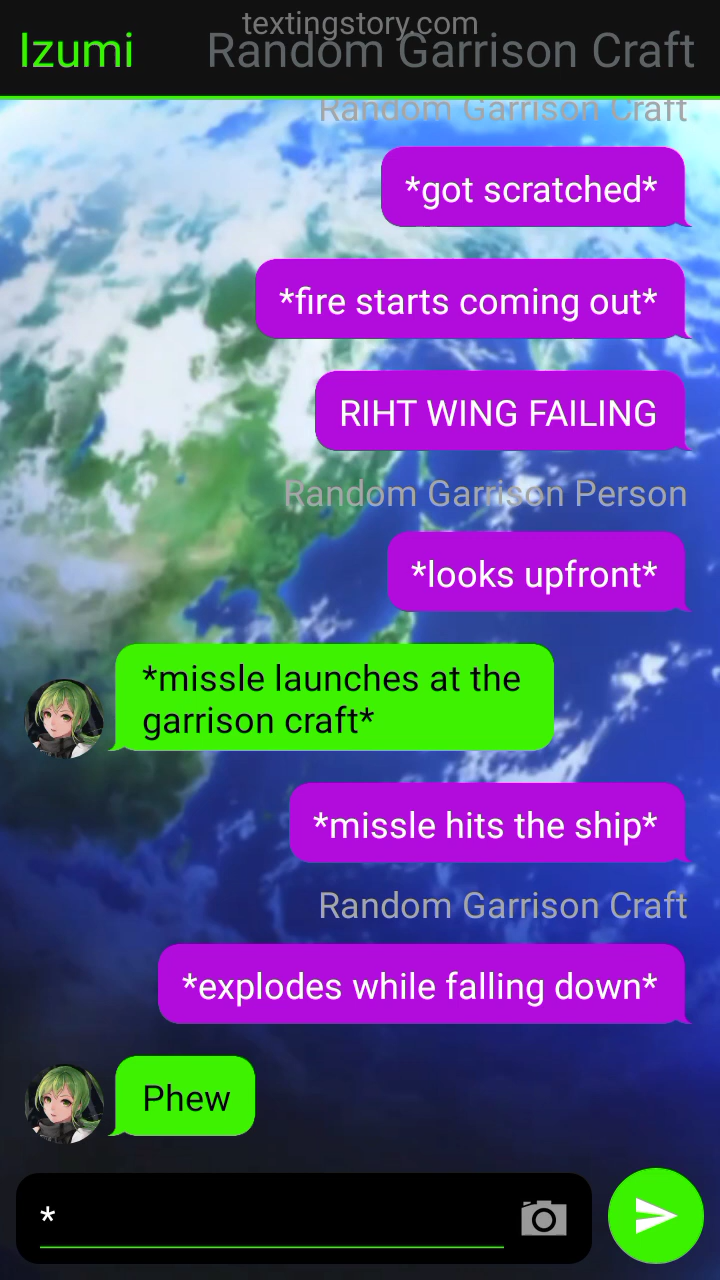 textingstory.com
Izumi
Random Garrison Craft
Random Garrison Craft
*got scratched*
*fire starts coming out*
RIHT WING FAILING
Random Garrison Person
*looks upfront*
*missle launches at the
garrison craft*
*missle hits the ship*
Random Garrison Craft
*explodes while falling down*
Phew
*